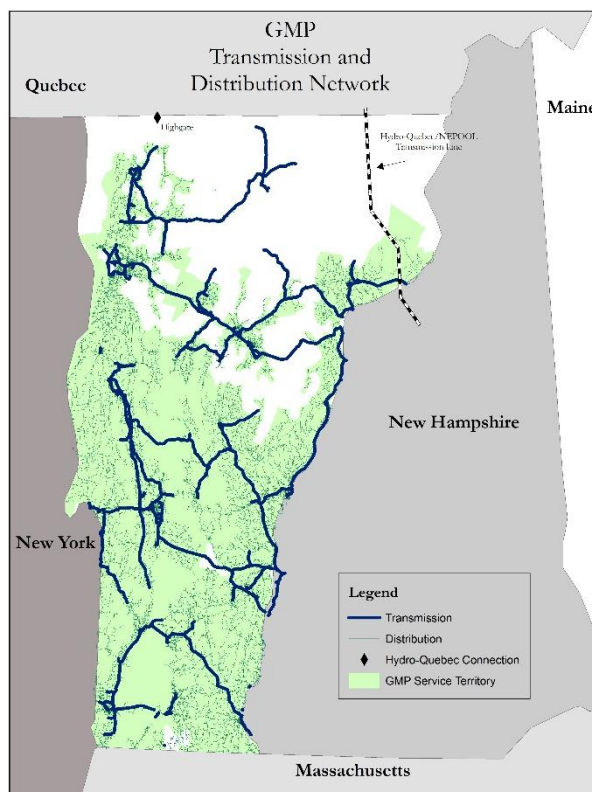 GMP
Transmission and
Distribution Network
Quebec
Maine
Highgate
Hydro-Quebec/NEPOOL
Transmission Line
New Hampshire
New York
Legend
Transmission
Distribution
Hydro-Quebec Connection
GMP Service Territory
Massachusetts